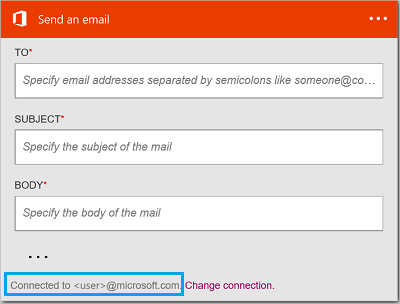 Send an email
TO*
Specify email addresses separated by semicolons like someone@co...
SUBJECT*
Specify the subject of the mail
BODY*
Specify the body of the mail
...
Connected to <user>@microsoft.com. Change connection.